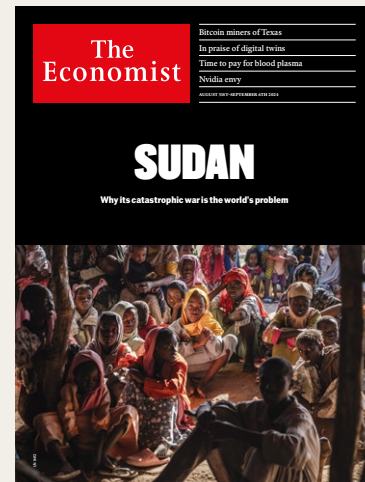 The
Economist
Bitcoin miners of Texas
In praise of digital twins
Time to pay for blood plasma
Nvidia envy
AUGUST 31ST–SEPTEMBER 6TH 2024
SUDAN
Why its catastrophic war is the world's problem